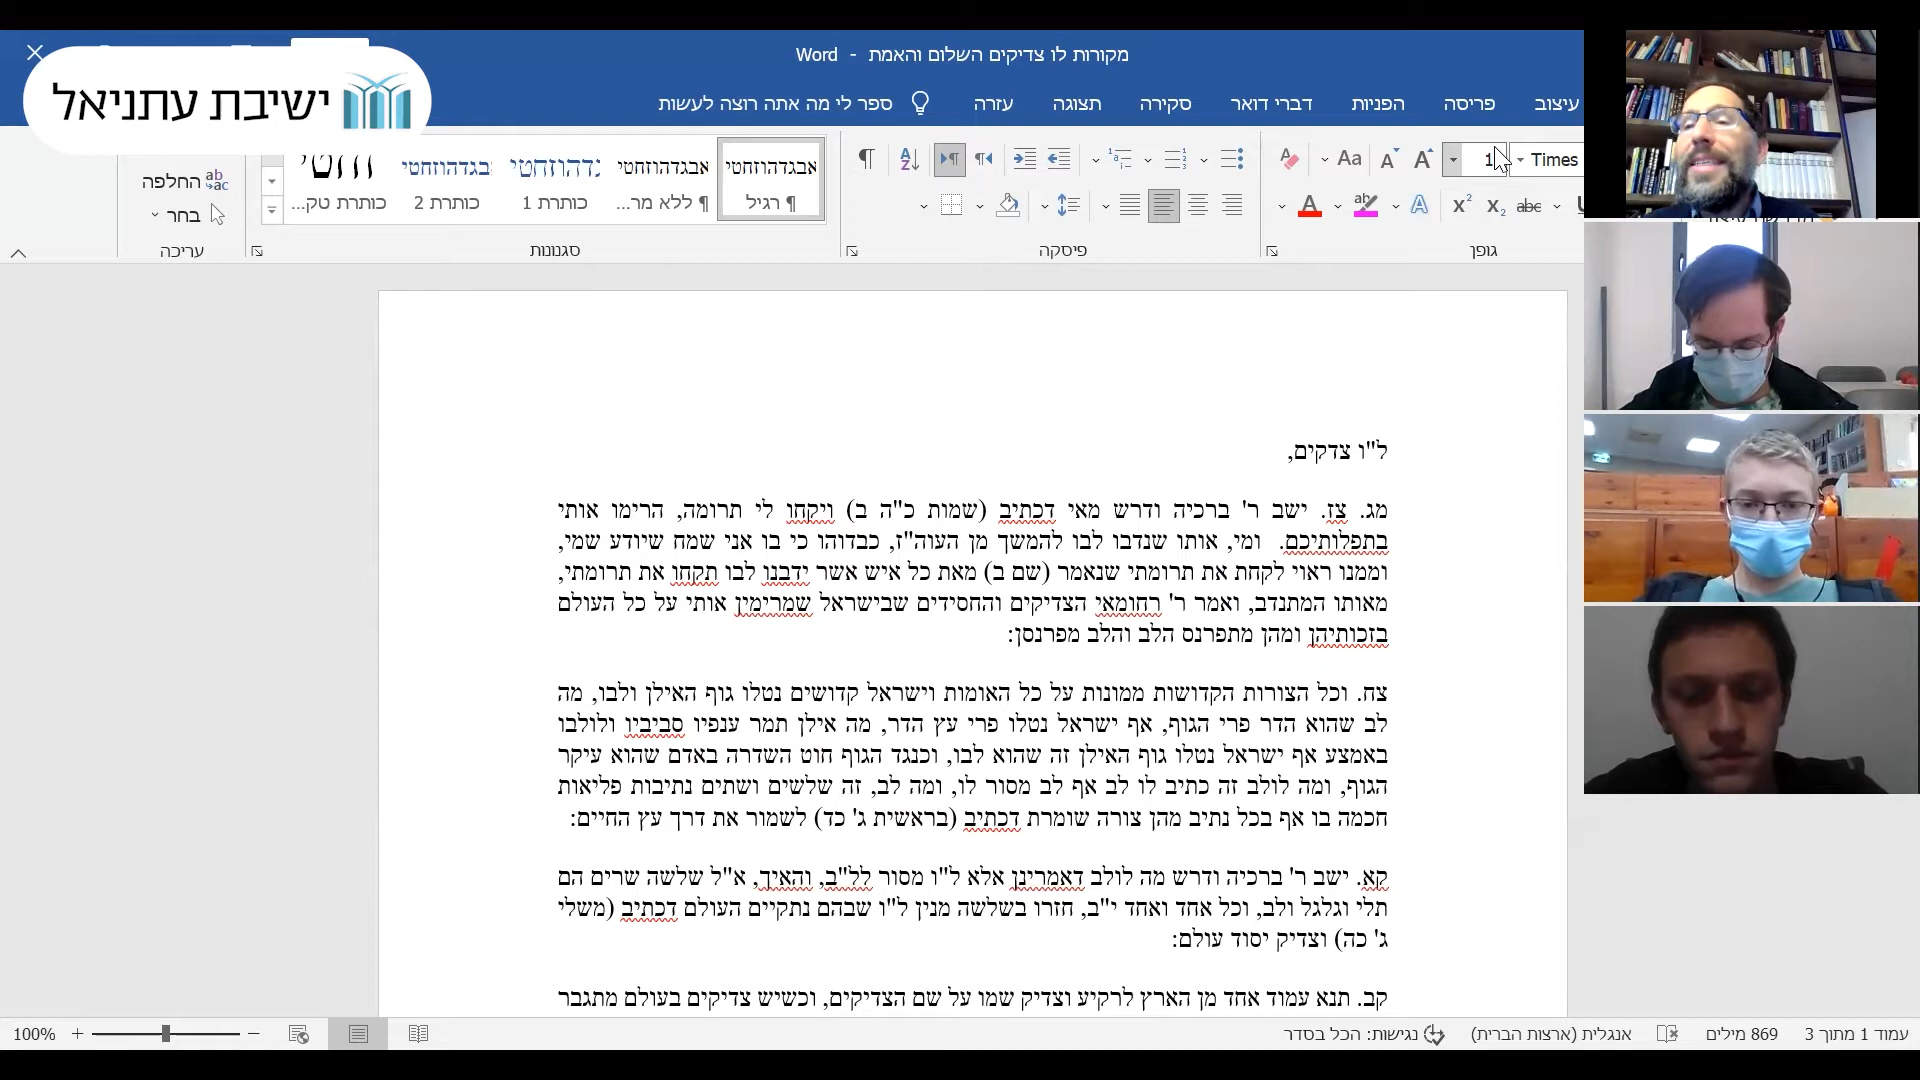 מקורות לו צדיקים השלום והאמת - Word
ישיבת עתניאל
עיצוב פריסה הפניות דברי דואר סקירה תצוגה עזרה ספר לי מה אתה רוצה לעשות
Times 1
אבגדהוזחטי אבגדהוזחטי
¶ רגיל ¶ ללא מר... כותרת 1 כותרת 2 כותרת טק...
החלפה
בחר
גופן פיסקה סגנונות עריכה
ל"ו צדקים,
מג. צז. ישב ר' ברכיה ודרש מאי דכתיב (שמות כ"ה ב) ויקחו לי תרומה, הרימו אותי
בתפלותיכם. ומי, אותו שנדבו לבו להמשך מן העוה"ז, כבדוהו כי בו אני שמח שיודע שמי,
וממנו ראוי לקחת את תרומתי שנאמר (שם ב) מאת כל איש אשר ידבנו לבו תקחו את תרומתי,
מאותו המתנדב, ואמר ר' רחומאי הצדיקים והחסידים שבישראל שמרימין אותי על כל העולם
בזכותיהן ומהן מתפרנס הלב והלב מפרנסן:
צח. וכל הצורות הקדושות ממונות על כל האומות וישראל קדושים נטלו גוף האילן ולבו, מה
לב שהוא הדר פרי הגוף, אף ישראל נטלו פרי עץ הדר, מה אילן תמר ענפיו סביביו ולולבו
באמצע אף ישראל נטלו גוף האילן זה שהוא לבו, וכנגד הגוף חוט השדרה באדם שהוא עיקר
הגוף, ומה לולב זה כתיב לו לב אף לב מסור לו, ומה לב, זה שלשים ושתים נתיבות פליאות
חכמה בו אף בכל נתיב מהן צורה שומרת דכתיב (בראשית ג' כד) לשמור את דרך עץ החיים:
קא. ישב ר' ברכיה ודרש מה לולב דאמרינן אלא ל"ו מסור לל"ב, והאיך, א"ל שלשה שרים הם
תלי וגלגל ולב, וכל אחד ואחד י"ב, חזרו בשלשה מנין ל"ו שבהם נתקיים העולם דכתיב (משלי
ג' כה) וצדיק יסוד עולם:
קב. תנא עמוד אחד מן הארץ לרקיע וצדיק שמו על שם הצדיקים, וכשיש צדיקים בעולם מתגבר
עמוד 1 מתוך 3 869 מילים אנגלית (ארצות הברית) נגישות: הכל בסדר 100%